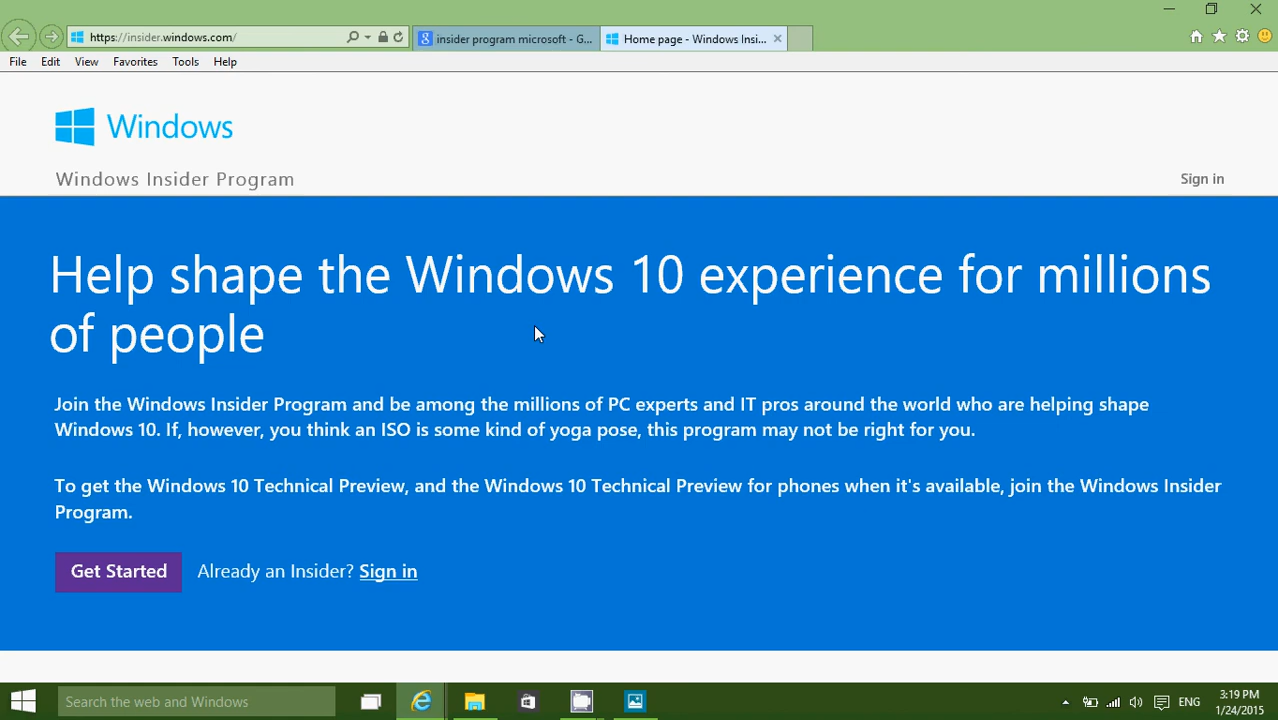 https://insider.windows.com/
insider program microsoft - G...
Home page - Windows Insi...
File Edit View Favorites Tools Help
Windows
Windows Insider Program
Sign in
Help shape the Windows 10 experience for millions
of people
Join the Windows Insider Program and be among the millions of PC experts and IT pros around the world who are helping shape
Windows 10. If, however, you think an ISO is some kind of yoga pose, this program may not be right for you.
To get the Windows 10 Technical Preview, and the Windows 10 Technical Preview for phones when it's available, join the Windows Insider
Program.
Get Started Already an Insider? Sign in
Search the web and Windows
ENG
3:19 PM
1/24/2015